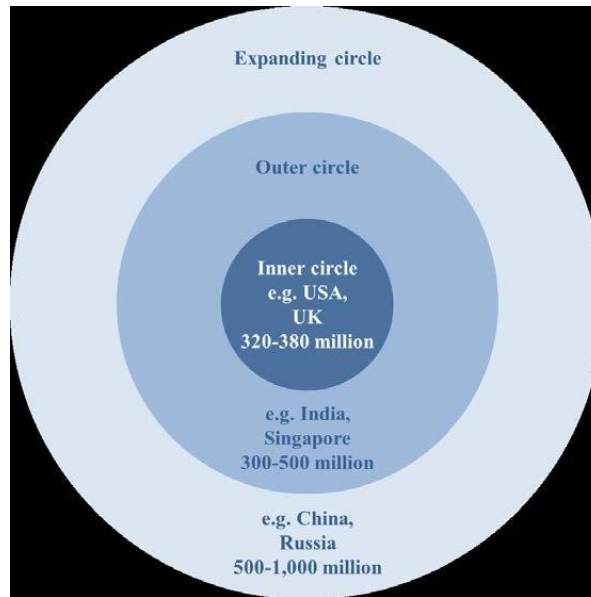 Expanding circle
Outer circle
Inner circle
e.g. USA,
UK
320-380 million
e.g. India,
Singapore
300-500 million
e.g. China,
Russia
500-1,000 million